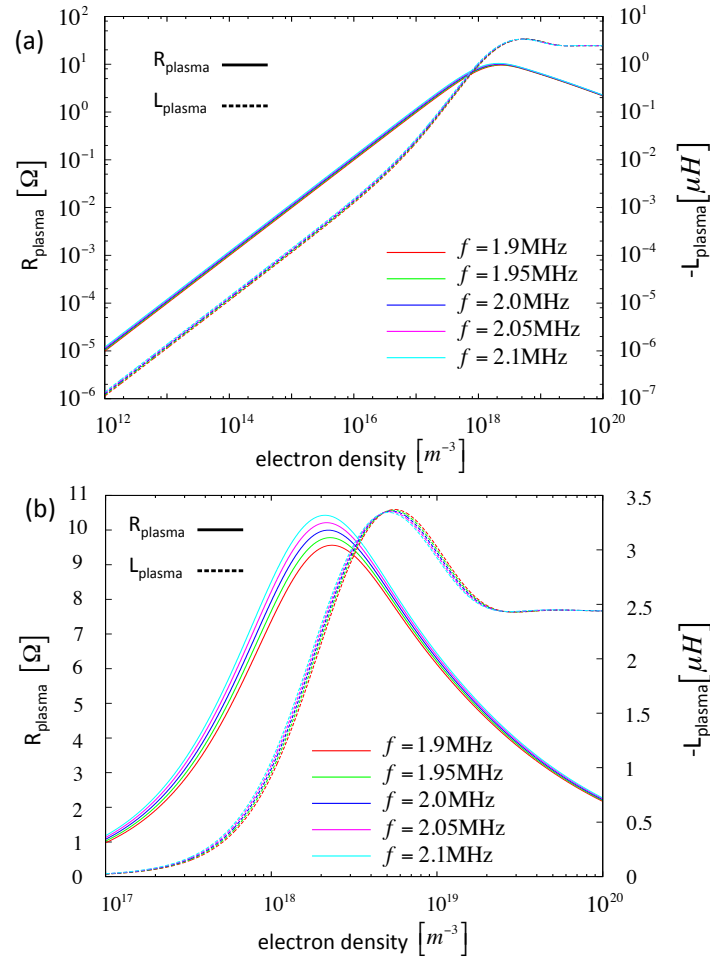 (a)
R_plasma
L_plasma
10^2
10^1
10^0
10^-1
10^-2
10^-3
10^-4
10^-5
10^-6
R_plasma [Ω]
10^1
10^0
10^-1
10^-2
10^-3
10^-4
10^-5
10^-6
10^-7
-L_plasma [μH]
f = 1.9MHz
f = 1.95MHz
f = 2.0MHz
f = 2.05MHz
f = 2.1MHz
10^12 10^14 10^16 10^18 10^20
electron density [m^-3]
(b)
R_plasma
L_plasma
11
10
9
8
7
6
5
4
3
2
1
0
R_plasma [Ω]
3.5
3
2.5
2
1.5
1
0.5
0
-L_plasma [μH]
f = 1.9MHz
f = 1.95MHz
f = 2.0MHz
f = 2.05MHz
f = 2.1MHz
10^17 10^18 10^19 10^20
electron density [m^-3]